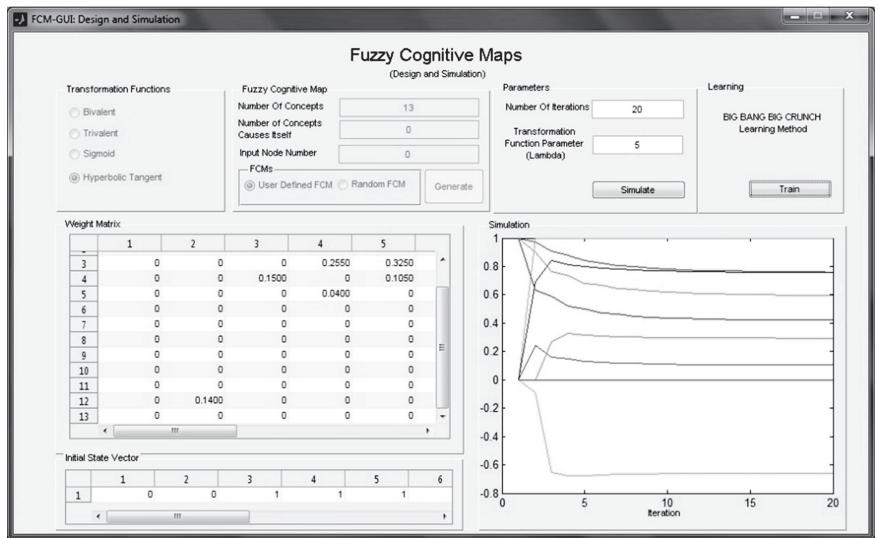 FCM-GUI: Design and Simulation
Fuzzy Cognitive Maps
(Design and Simulation)
Transformation Functions
Bivalent
Trivalent
Sigmoid
Hyperbolic Tangent
Fuzzy Cognitive Map
Number Of Concepts 13
Number of Concepts
Causes Itself 0
Input Node Number 0
FCMs
User Defined FCM Random FCM Generate
Parameters
Number Of Iterations 20
Transformation
Function Parameter
(Lambda) 5
Simulate
Learning
BIG BANG BIG CRUNCH
Learning Method
Train
Weight Matrix
1 2 3 4 5
3 0 0 0 0.2550 0.3250
4 0 0 0.1500 0 0.1050
5 0 0 0 0.0400 0
6 0 0 0 0 0
7 0 0 0 0 0
8 0 0 0 0 0
9 0 0 0 0 0
10 0 0 0 0 0
11 0 0 0 0 0
12 0 0.1400 0 0 0
13 0 0 0 0 0
Initial State Vector
1 2 3 4 5 6
1 0 0 1 1 1
Simulation
1
0.8
0.6
0.4
0.2
0
-0.2
-0.4
-0.6
-0.8
0 5 10 15 20
Iteration